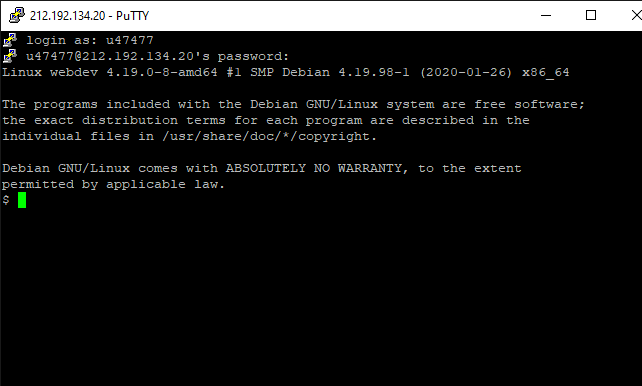 212.192.134.20 - PuTTY
login as: u47477
u47477@212.192.134.20's password:
Linux webdev 4.19.0-8-amd64 #1 SMP Debian 4.19.98-1 (2020-01-26) x86_64
The programs included with the Debian GNU/Linux system are free software;
the exact distribution terms for each program are described in the
individual files in /usr/share/doc/*/copyright.
Debian GNU/Linux comes with ABSOLUTELY NO WARRANTY, to the extent
permitted by applicable law.
$